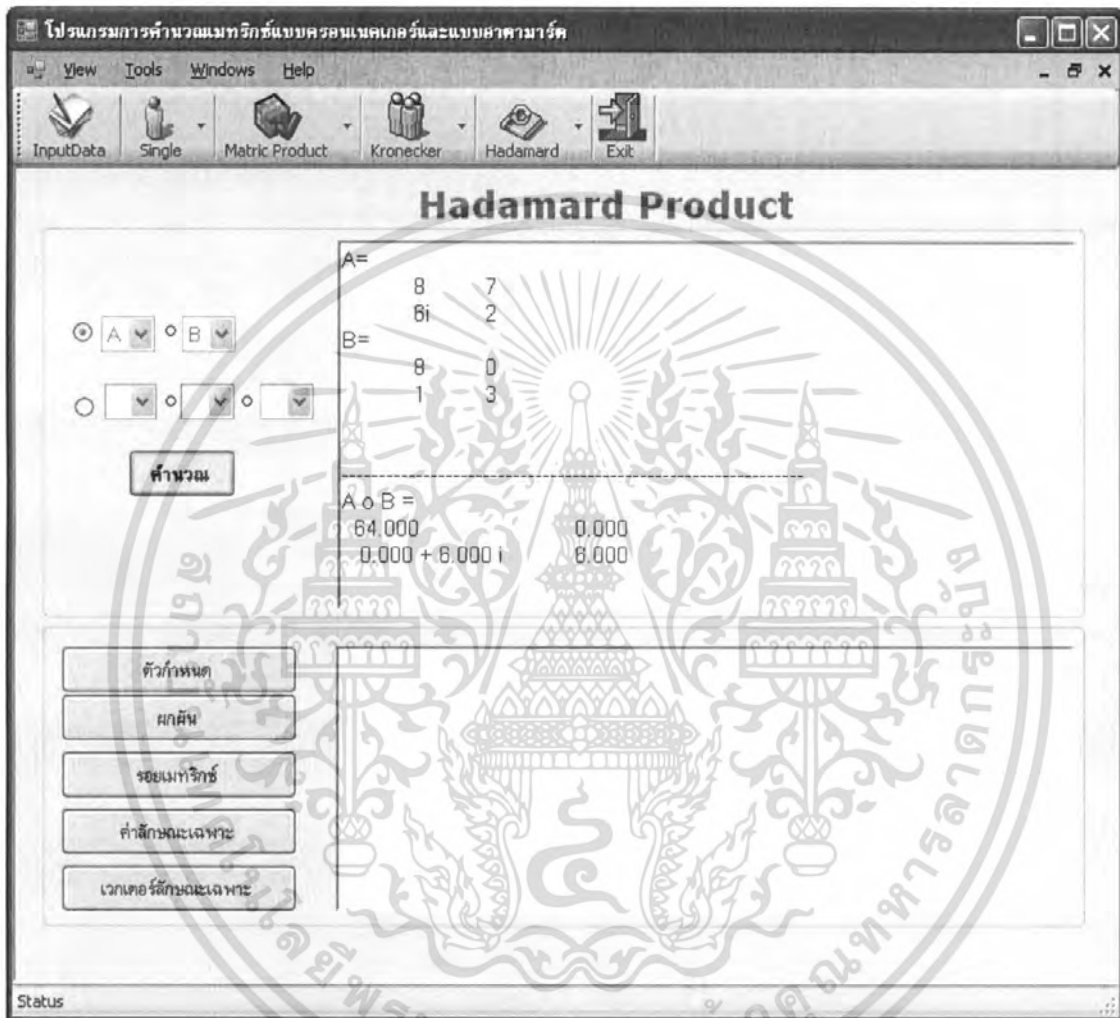 โปรแกรมการคำนวณเมทริกซ์แบบครอนเนคเกอร์และแบบฮาดามาร์ด
View Tools Windows Help
InputData Single Matric Product Kronecker Hadamard Exit
Hadamard Product
A=
8 7
6i 2
B=
8 0
1 3
A o B
o o
คำนวณ
A o B =
64.000 0.000
0.000 + 6.000 i 6.000
ตัวกำหนด
ผกผัน
รอยเมทริกซ์
ค่าลักษณะเฉพาะ
เวกเตอร์ลักษณะเฉพาะ
Status